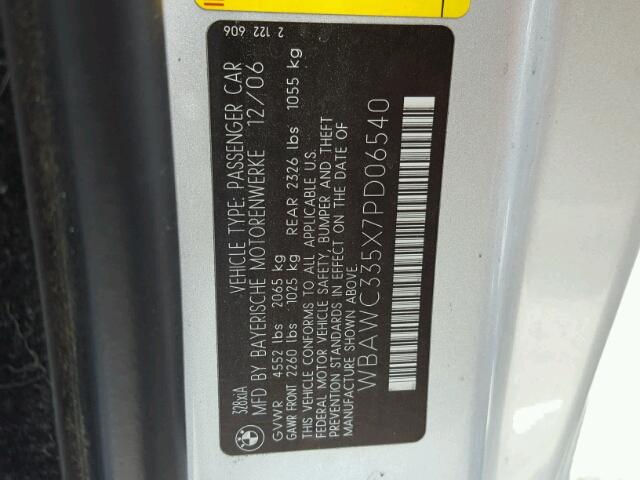 328xiA VEHICLE TYPE: PASSENGER CAR 2 122 606
MFD BY BAYERISCHE MOTORENWERKE 12/06
GVWR 4552 lbs 2065 kg
GAWR FRONT 2260 lbs 1025 kg REAR 2326 lbs 1055 kg
THIS VEHICLE CONFORMS TO ALL APPLICABLE U.S.
FEDERAL MOTOR VEHICLE SAFETY, BUMPER AND THEFT
PREVENTION STANDARDS IN EFFECT ON THE DATE OF
MANUFACTURE SHOWN ABOVE.
WBAWC335X7PD06540